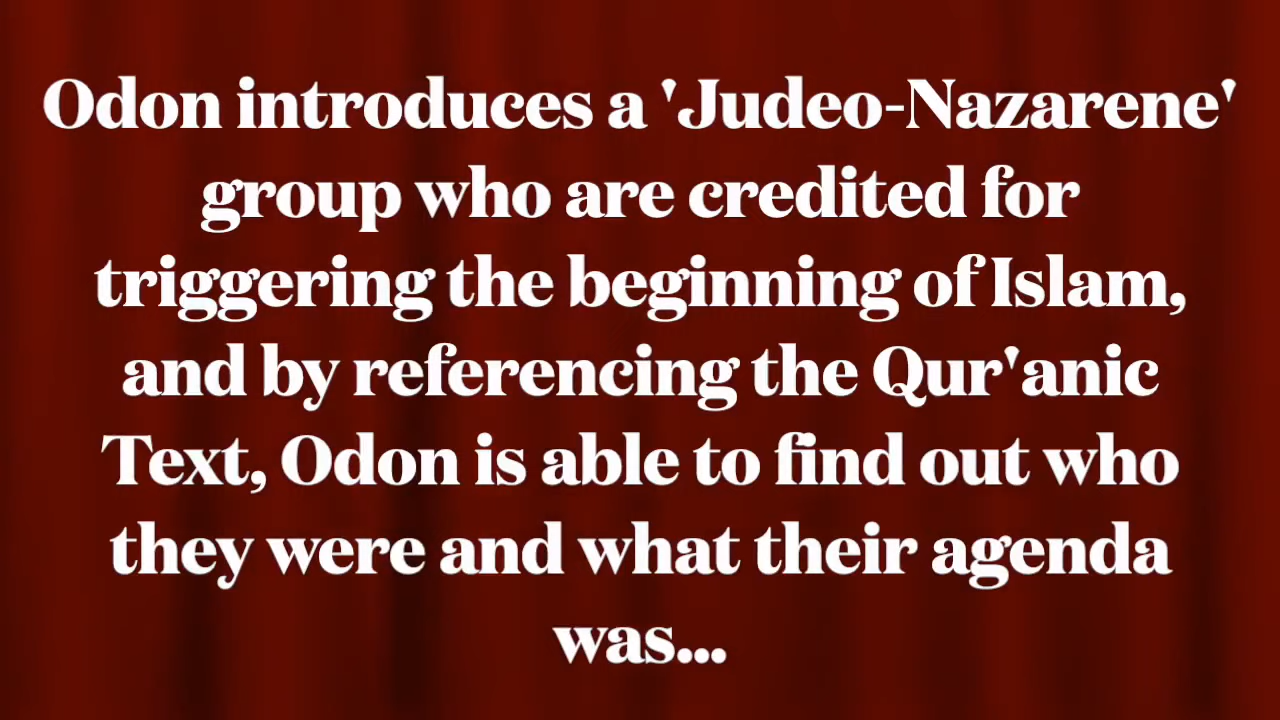 Odon introduces a 'Judeo-Nazarene'
group who are credited for
triggering the beginning of Islam,
and by referencing the Qur'anic
Text, Odon is able to find out who
they were and what their agenda
was...